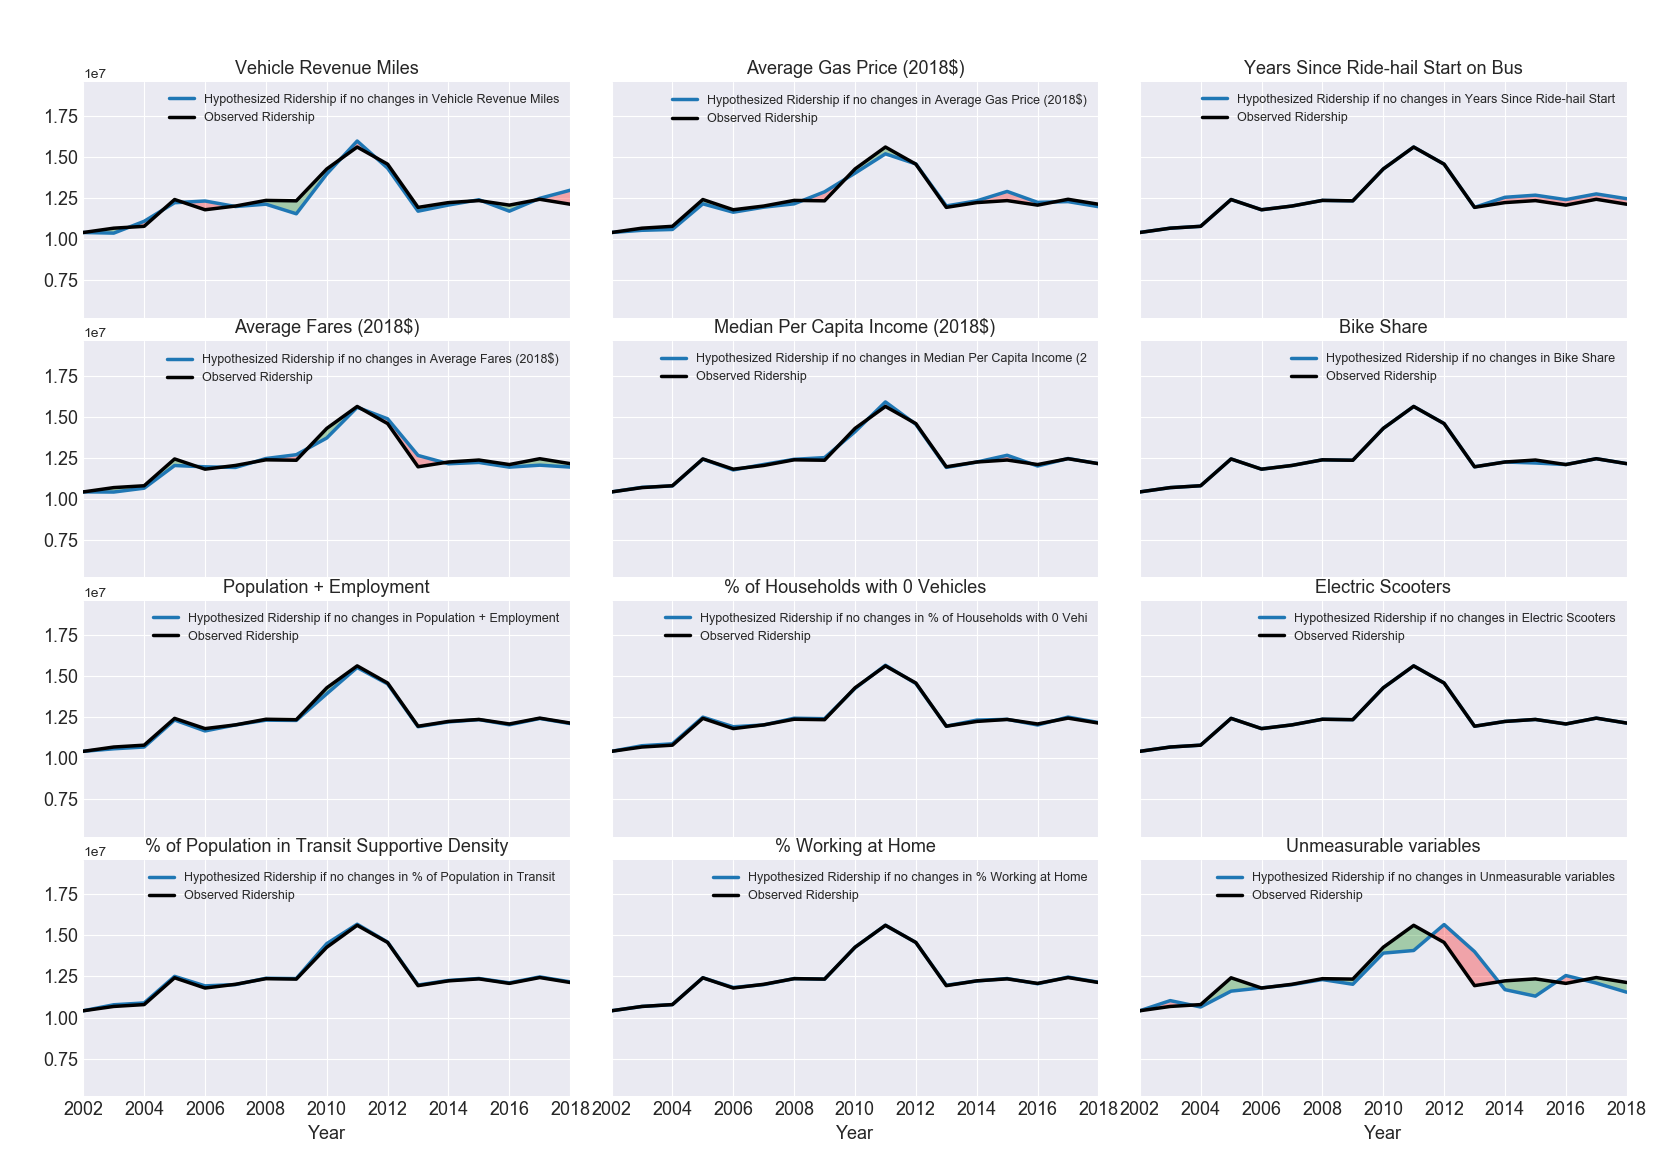 Vehicle Revenue Miles
1e7
Hypothesized Ridership if no changes in Vehicle Revenue Miles
Observed Ridership
1.75
1.50
1.25
1.00
0.75
Average Gas Price (2018$)
Hypothesized Ridership if no changes in Average Gas Price (2018$)
Observed Ridership
Years Since Ride-hail Start on Bus
Hypothesized Ridership if no changes in Years Since Ride-hail Start
Observed Ridership
Average Fares (2018$)
1e7
Hypothesized Ridership if no changes in Average Fares (2018$)
Observed Ridership
1.75
1.50
1.25
1.00
0.75
Median Per Capita Income (2018$)
Hypothesized Ridership if no changes in Median Per Capita Income (2
Observed Ridership
Bike Share
Hypothesized Ridership if no changes in Bike Share
Observed Ridership
Population + Employment
1e7
Hypothesized Ridership if no changes in Population + Employment
Observed Ridership
1.75
1.50
1.25
1.00
0.75
% of Households with 0 Vehicles
Hypothesized Ridership if no changes in % of Households with 0 Vehi
Observed Ridership
Electric Scooters
Hypothesized Ridership if no changes in Electric Scooters
Observed Ridership
% of Population in Transit Supportive Density
1e7
Hypothesized Ridership if no changes in % of Population in Transit
Observed Ridership
1.75
1.50
1.25
1.00
0.75
2002 2004 2006 2008 2010 2012 2014 2016 2018
Year
% Working at Home
Hypothesized Ridership if no changes in % Working at Home
Observed Ridership
2002 2004 2006 2008 2010 2012 2014 2016 2018
Year
Unmeasurable variables
Hypothesized Ridership if no changes in Unmeasurable variables
Observed Ridership
2002 2004 2006 2008 2010 2012 2014 2016 2018
Year